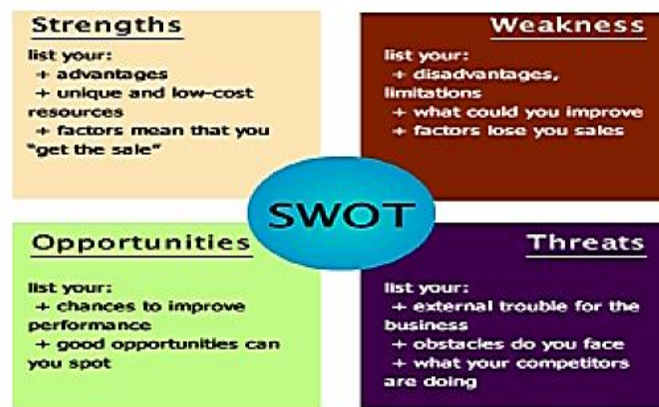 Strengths
list your:
+ advantages
+ unique and low-cost
resources
+ factors mean that you
"get the sale"
Weakness
list your:
+ disadvantages,
limitations
+ what could you improve
+ factors lose you sales
SWOT
Opportunities
list your:
+ chances to improve
performance
+ good opportunities can
you spot
Threats
list your:
+ external trouble for the
business
+ obstacles do you face
+ what your competitors
are doing